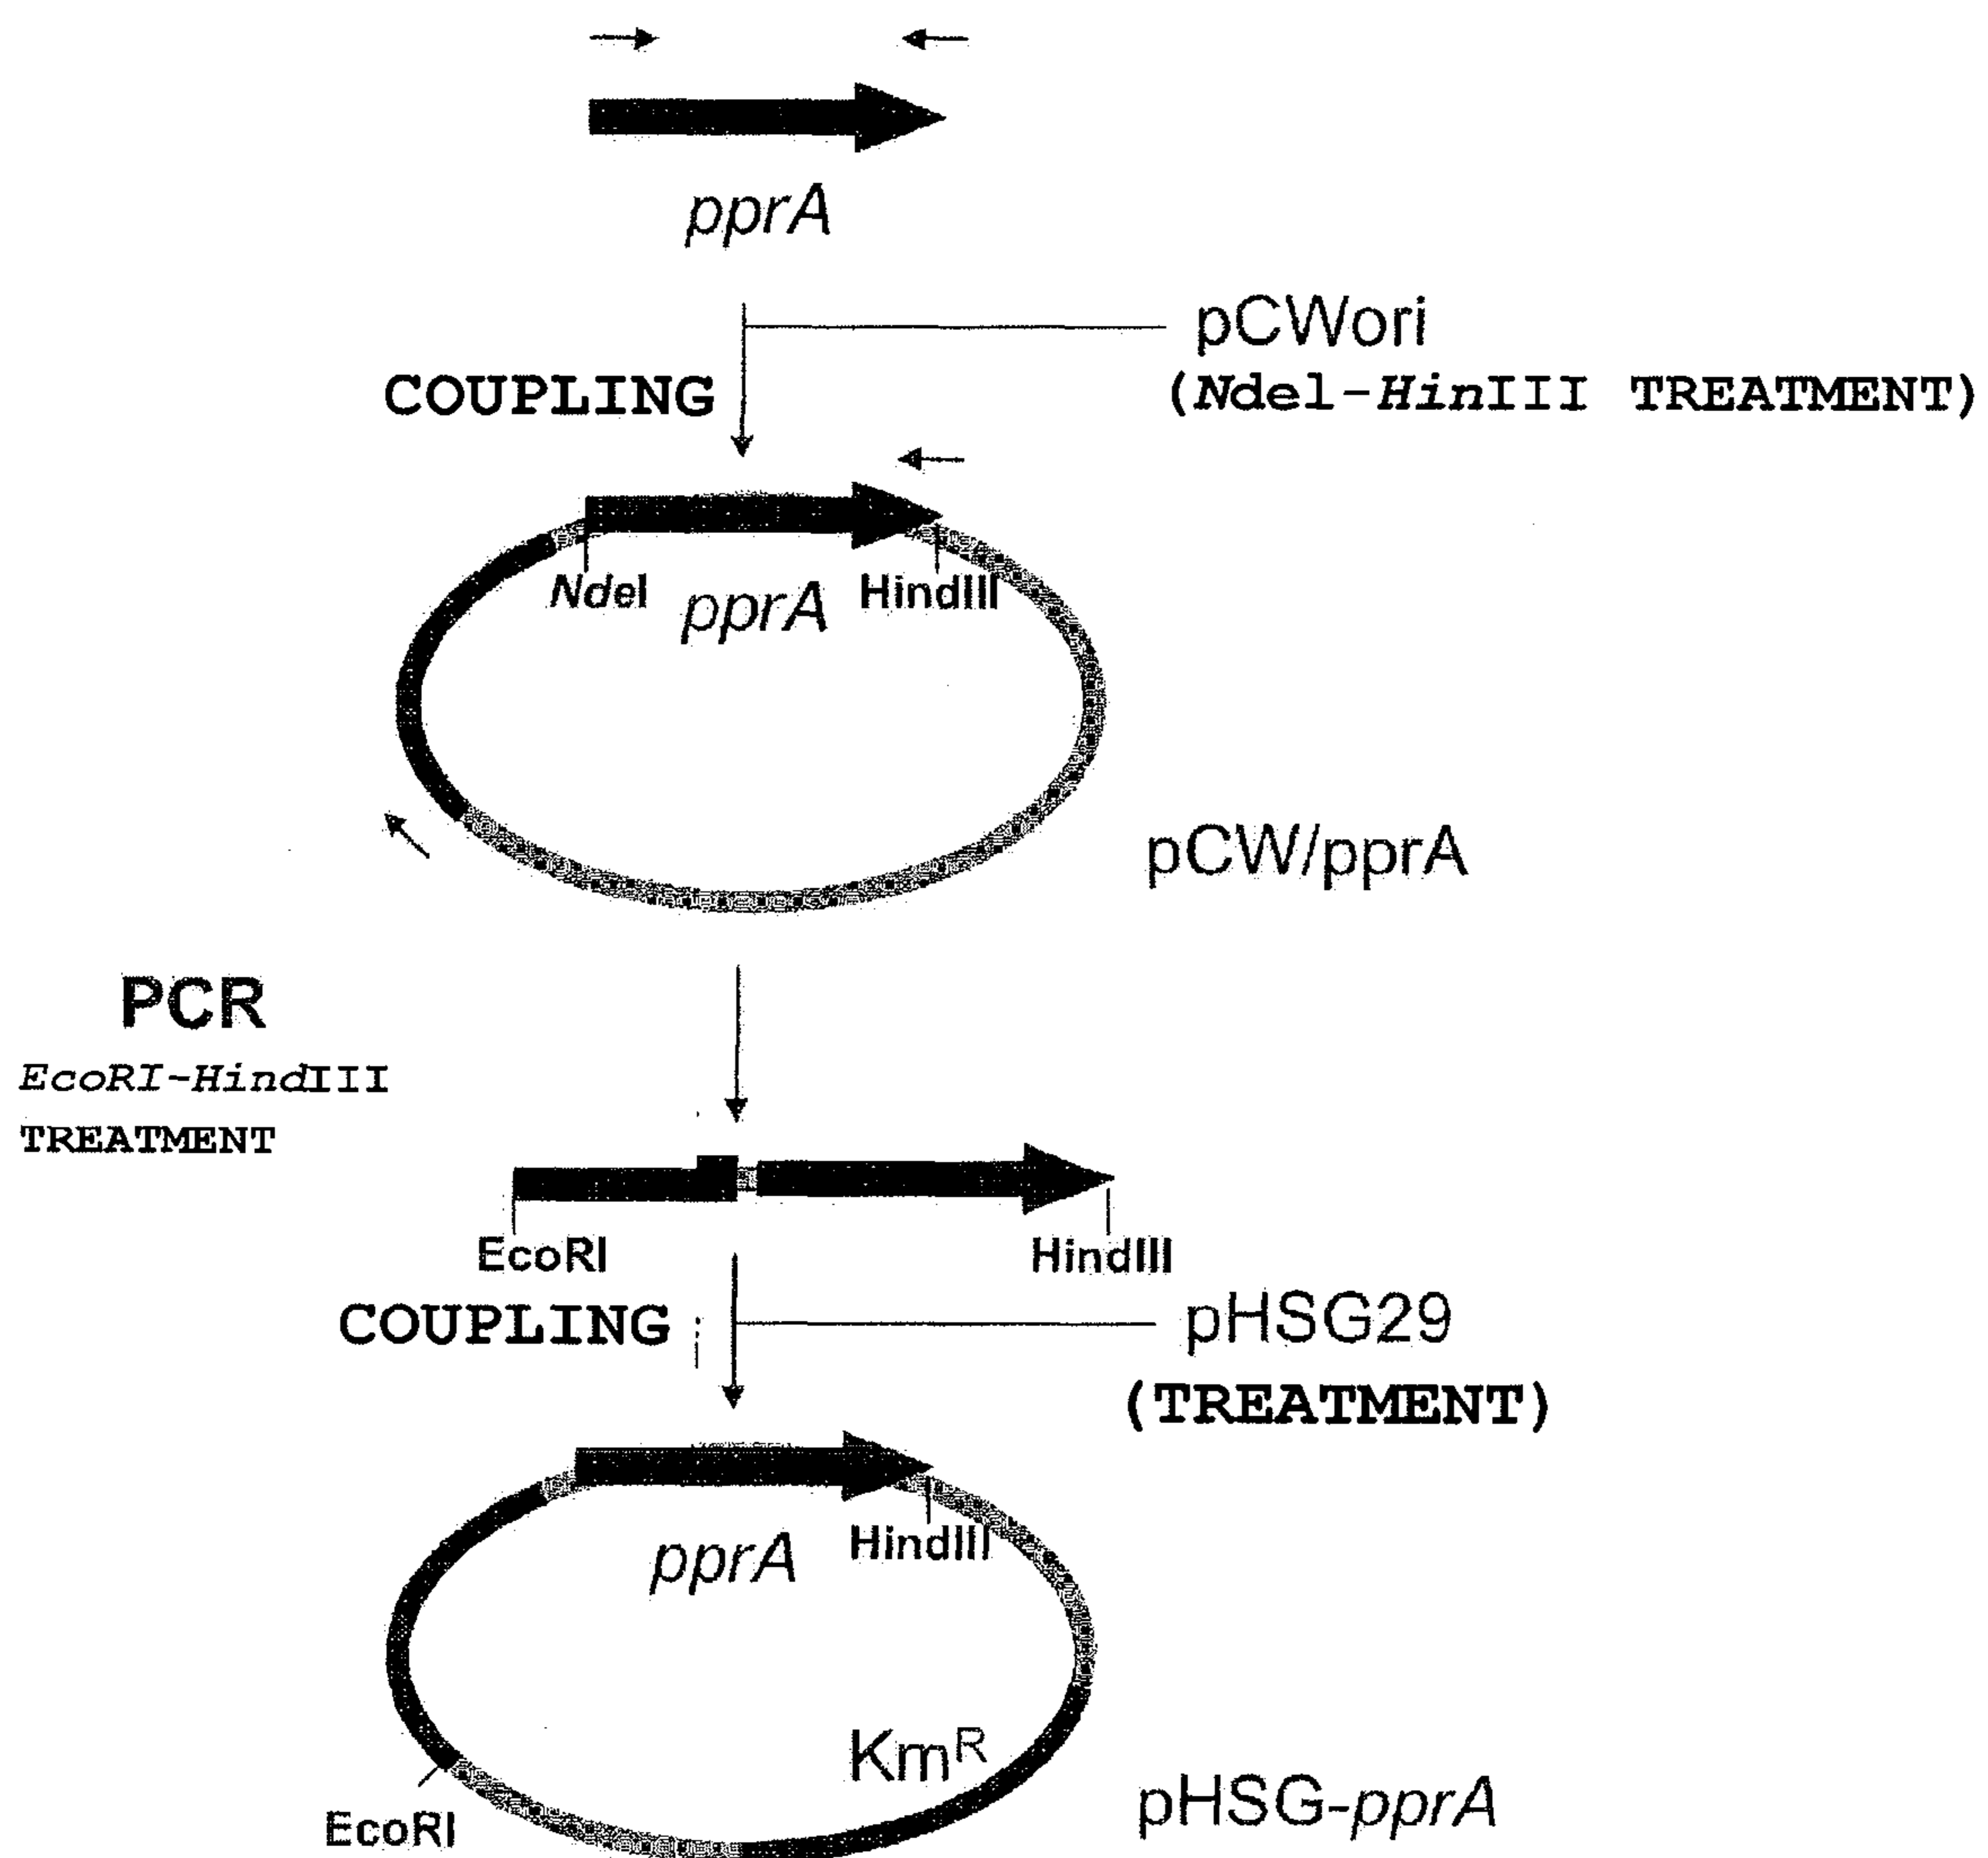 pprA
pCWori
COUPLING
(NdeI-HinIII TREATMENT)
NdeI
pprA
HindIII
pCW/pprA
PCR
EcoRI-HindIII
TREATMENT
EcoRI
HindIII
COUPLING
pHSG29
(TREATMENT)
pprA
HindIII
KmR
pHSG-pprA
EcoRI